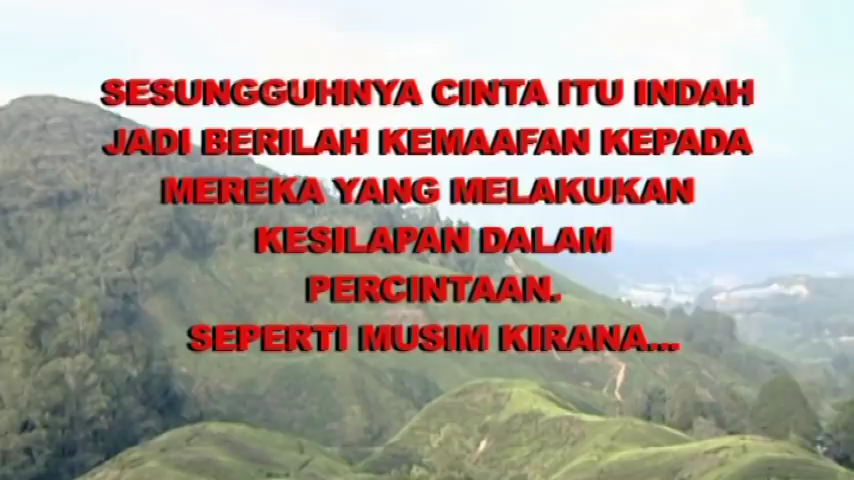 SESUNGGUHNYA CINTA ITU INDAH
JADI BERILAH KEMAAFAN KEPADA
MEREKA YANG MELAKUKAN
KESILAPAN DALAM
PERCINTAAN.
SEPERTI MUSIM KIRANA...